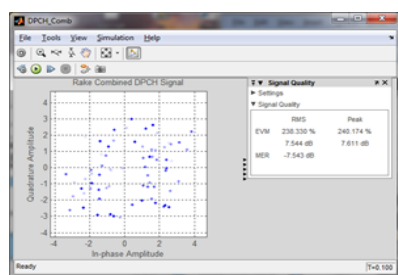 DPCH_Comb
File Tools View Simulation Help
Rake Combined DPCH Signal
4
3
2
1
0
-1
-2
-3
-4
-4 -2 0 2 4
Quadrature Amplitude
In-phase Amplitude
Signal Quality
Settings
Signal Quality
RMS Peak
EVM 238.330 % 240.174 %
7.544 dB 7.611 dB
MER -7.543 dB
Ready
T=0.100